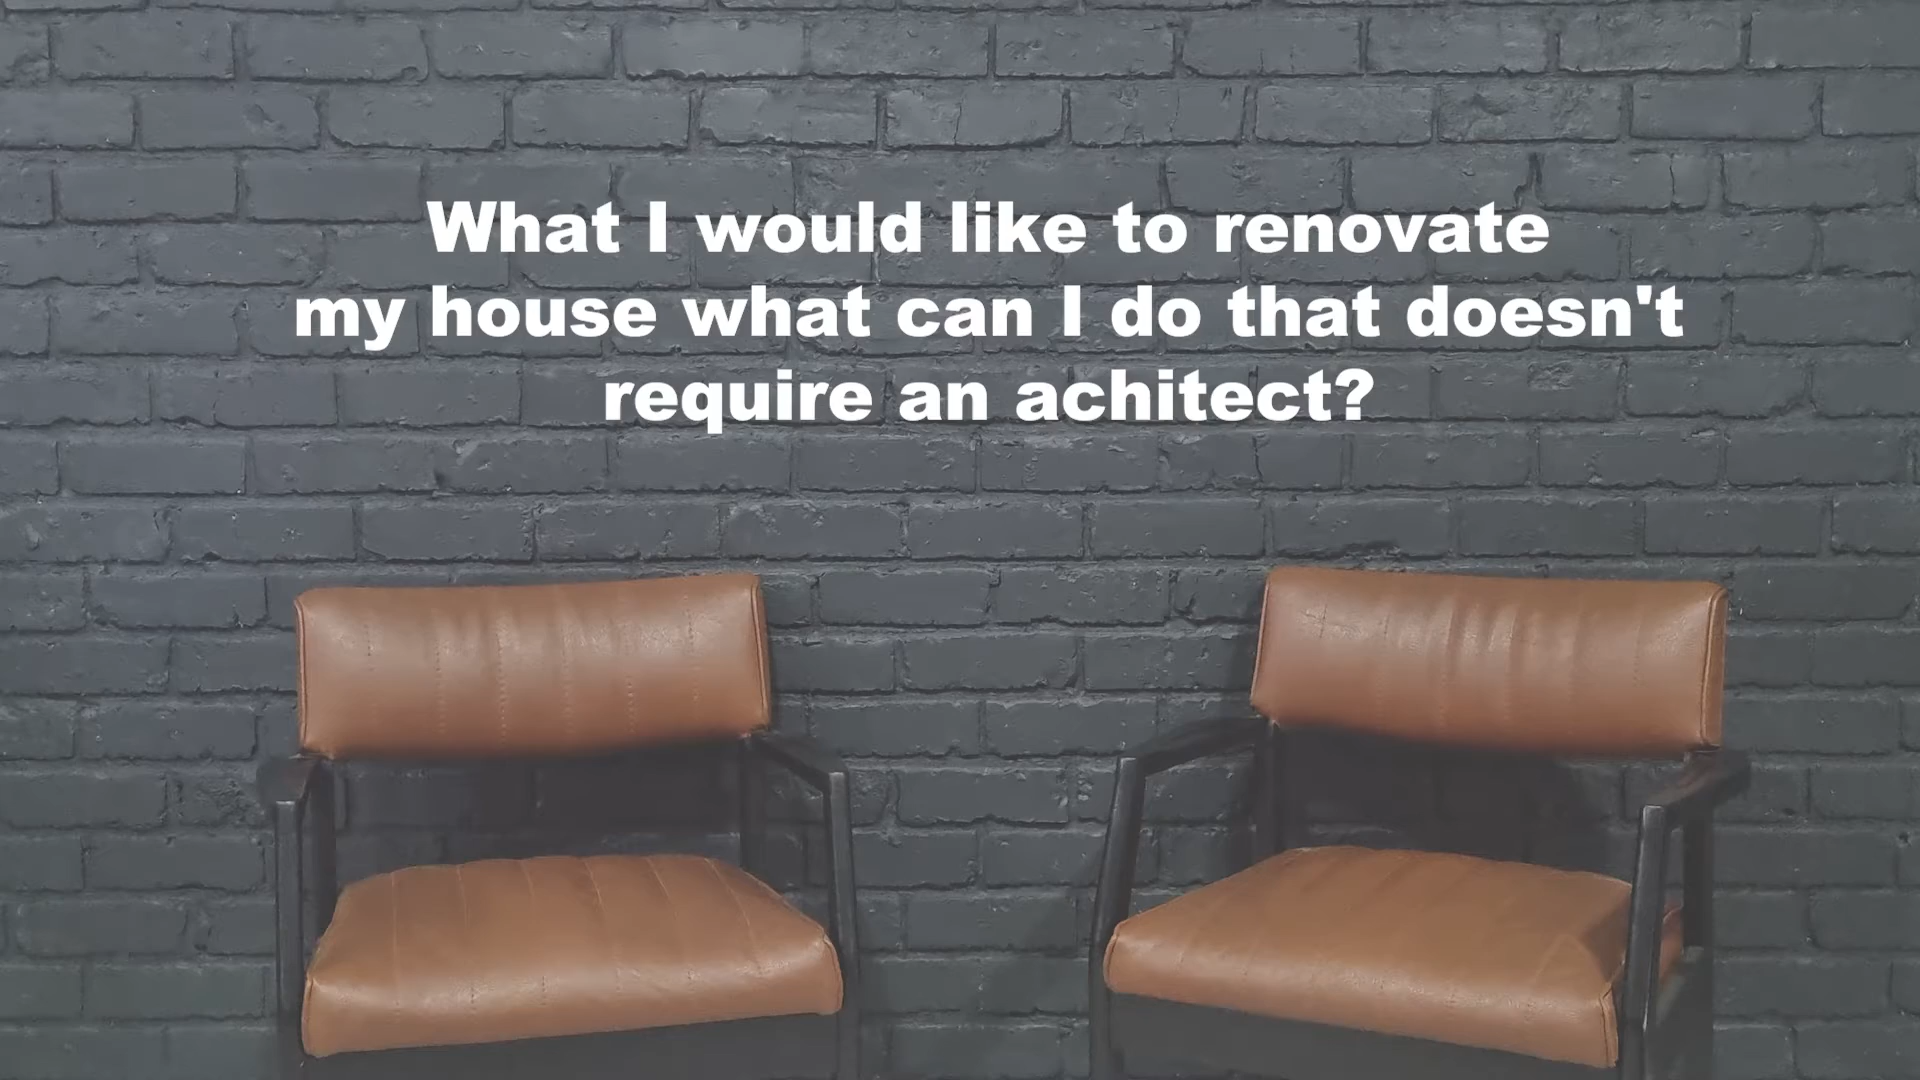 What I would like to renovate
my house what can I do that doesn't
require an achitect?